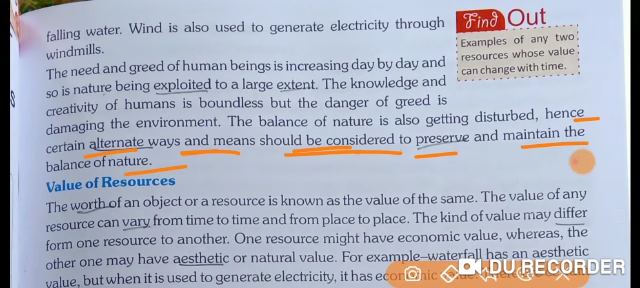 falling water. Wind is also used to generate electricity through
windmills.
The need and greed of human beings is increasing day by day and
so is nature being exploited to a large extent. The knowledge and
creativity of humans is boundless but the danger of greed is
damaging the environment. The balance of nature is also getting disturbed, hence
certain alternate ways and means should be considered to preserve and maintain the
balance of nature.
Find Out
Examples of any two
resources whose value
can change with time.
Value of Resources
The worth of an object or a resource is known as the value of the same. The value of any
resource can vary from time to time and from place to place. The kind of value may differ
form one resource to another. One resource might have economic value, whereas, the
other one may have aesthetic or natural value. For example–waterfall has an aesthetic
value, but when it is used to generate electricity, it has
DU RECORDER